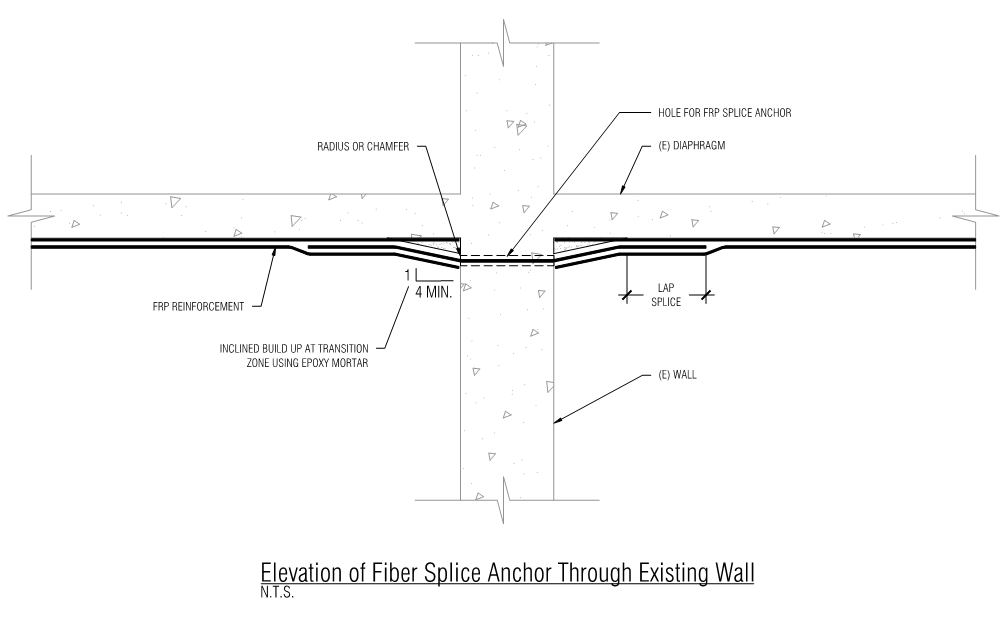 HOLE FOR FRP SPLICE ANCHOR
RADIUS OR CHAMFER
(E) DIAPHRAGM
1
4 MIN.
LAP
SPLICE
FRP REINFORCEMENT
INCLINED BUILD UP AT TRANSITION
ZONE USING EPOXY MORTAR
(E) WALL
Elevation of Fiber Splice Anchor Through Existing Wall
N.T.S.